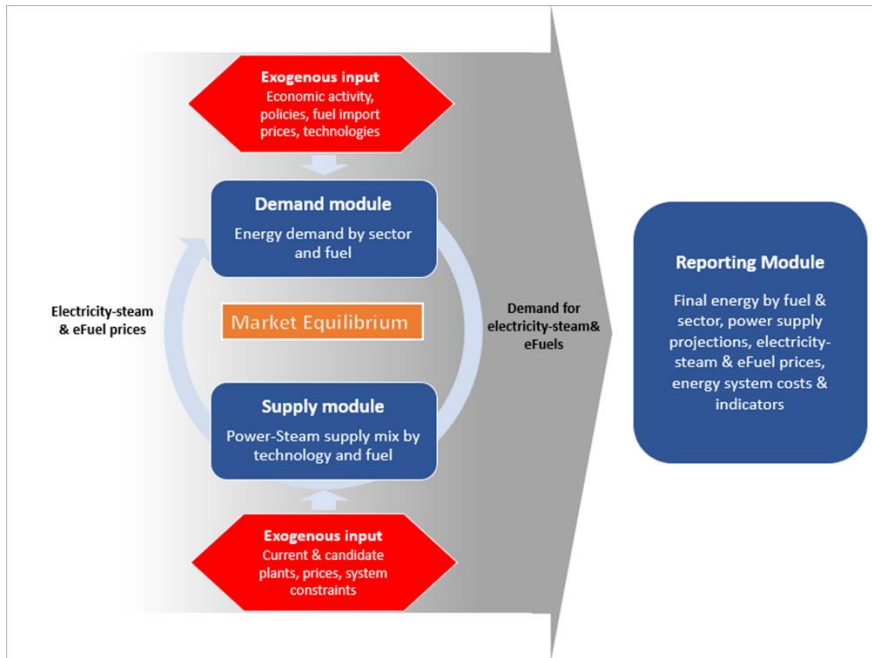 Exogenous input
Economic activity,
policies, fuel import
prices, technologies
Demand module
Energy demand by sector
and fuel
Electricity-steam
& eFuel prices
Market Equilibrium
Demand for
electricity-steam&
eFuels
Supply module
Power-Steam supply mix by
technology and fuel
Exogenous input
Current & candidate
plants, prices, system
constraints
Reporting Module
Final energy by fuel &
sector, power supply
projections, electricity-
steam & eFuel prices,
energy system costs &
indicators